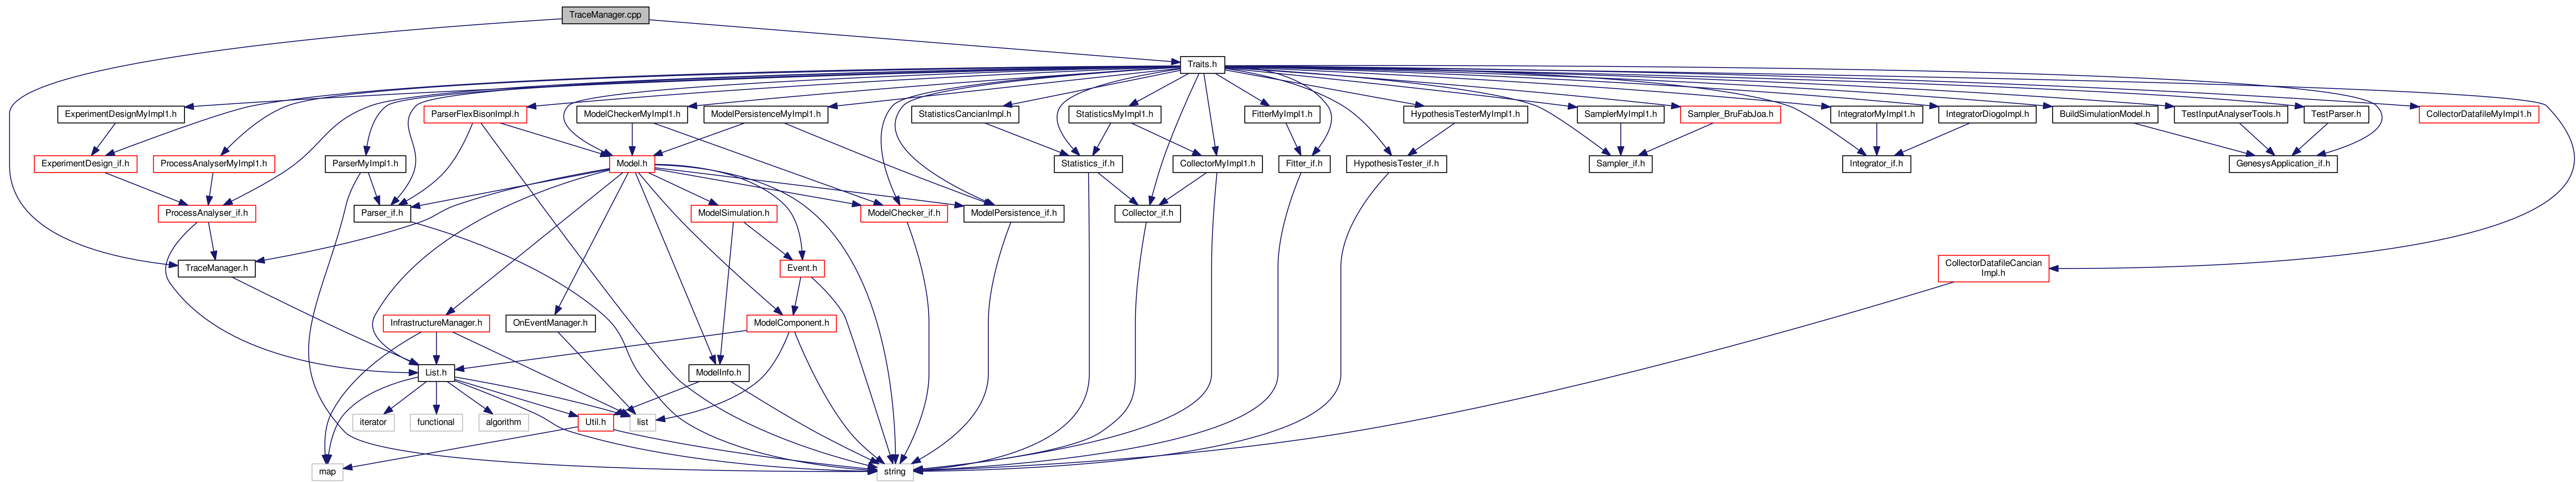 TraceManager.cpp
Traits.h
ExperimentDesignMyImpl1.h
ParserFlexBisonImpl.h
ModelCheckerMyImpl1.h
ModelPersistenceMyImpl1.h
StatisticsCancianImpl.h
StatisticsMyImpl1.h
FitterMyImpl1.h
HypothesisTesterMyImpl1.h
SamplerMyImpl1.h
Sampler_BruFabJoa.h
IntegratorMyImpl1.h
IntegratorDiogoImpl.h
BuildSimulationModel.h
TestInputAnalyserTools.h
TestParser.h
CollectorDatafileMyImpl1.h
ExperimentDesign_if.h
ProcessAnalyserMyImpl1.h
ParserMyImpl1.h
Model.h
Statistics_if.h
CollectorMyImpl1.h
Fitter_if.h
HypothesisTester_if.h
Sampler_if.h
Integrator_if.h
GenesysApplication_if.h
ProcessAnalyser_if.h
Parser_if.h
ModelSimulation.h
ModelChecker_if.h
ModelPersistence_if.h
Collector_if.h
TraceManager.h
Event.h
CollectorDatafileCancian
Impl.h
InfrastructureManager.h
OnEventManager.h
ModelComponent.h
List.h
ModelInfo.h
iterator
functional
algorithm
Util.h
list
map
string